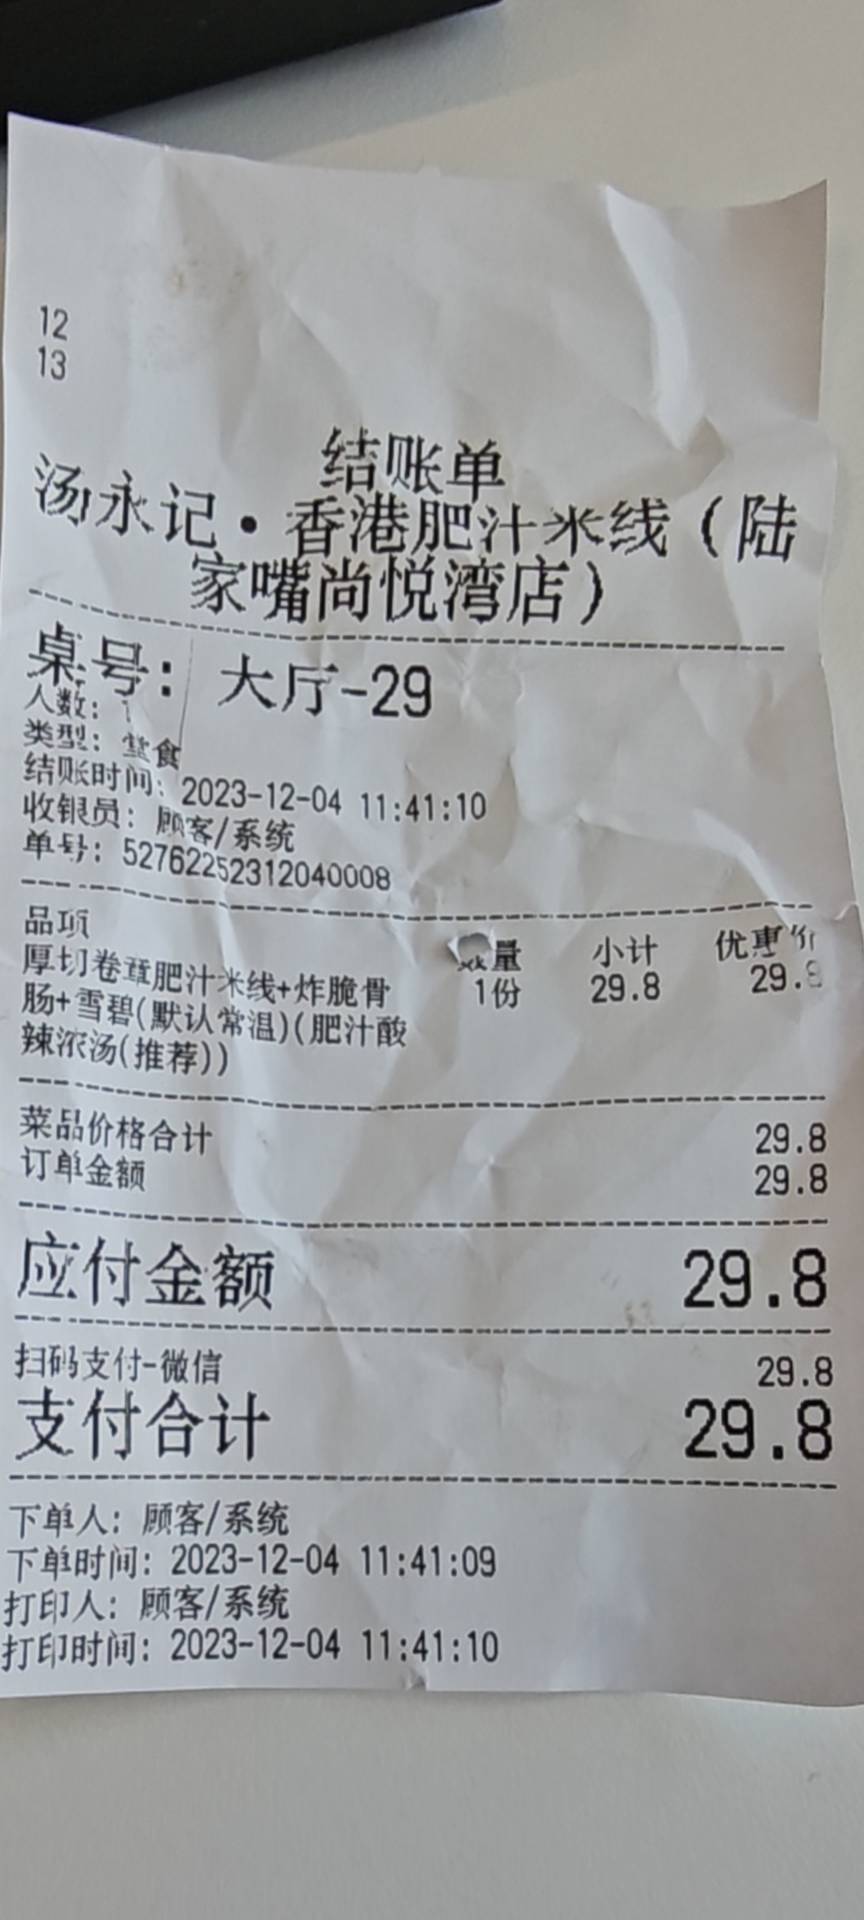 12
13
结账单
汤永记·香港肥汁米线（陆
家嘴尚悦湾店）
桌号：大厅-29
人数：1
类型：堂食
结账时间：2023-12-04 11:41:10
收银员：顾客/系统
单号：52762252312040008
品项 数量 小计 优惠价
厚切卷章肥汁米线+炸脆骨 1份 29.8 29.8
肠+雪碧(默认常温)(肥汁酸
辣浓汤(推荐))
菜品价格合计 29.8
订单金额 29.8
应付金额 29.8
扫码支付-微信 29.8
支付合计 29.8
下单人：顾客/系统
下单时间：2023-12-04 11:41:09
打印人：顾客/系统
打印时间：2023-12-04 11:41:10